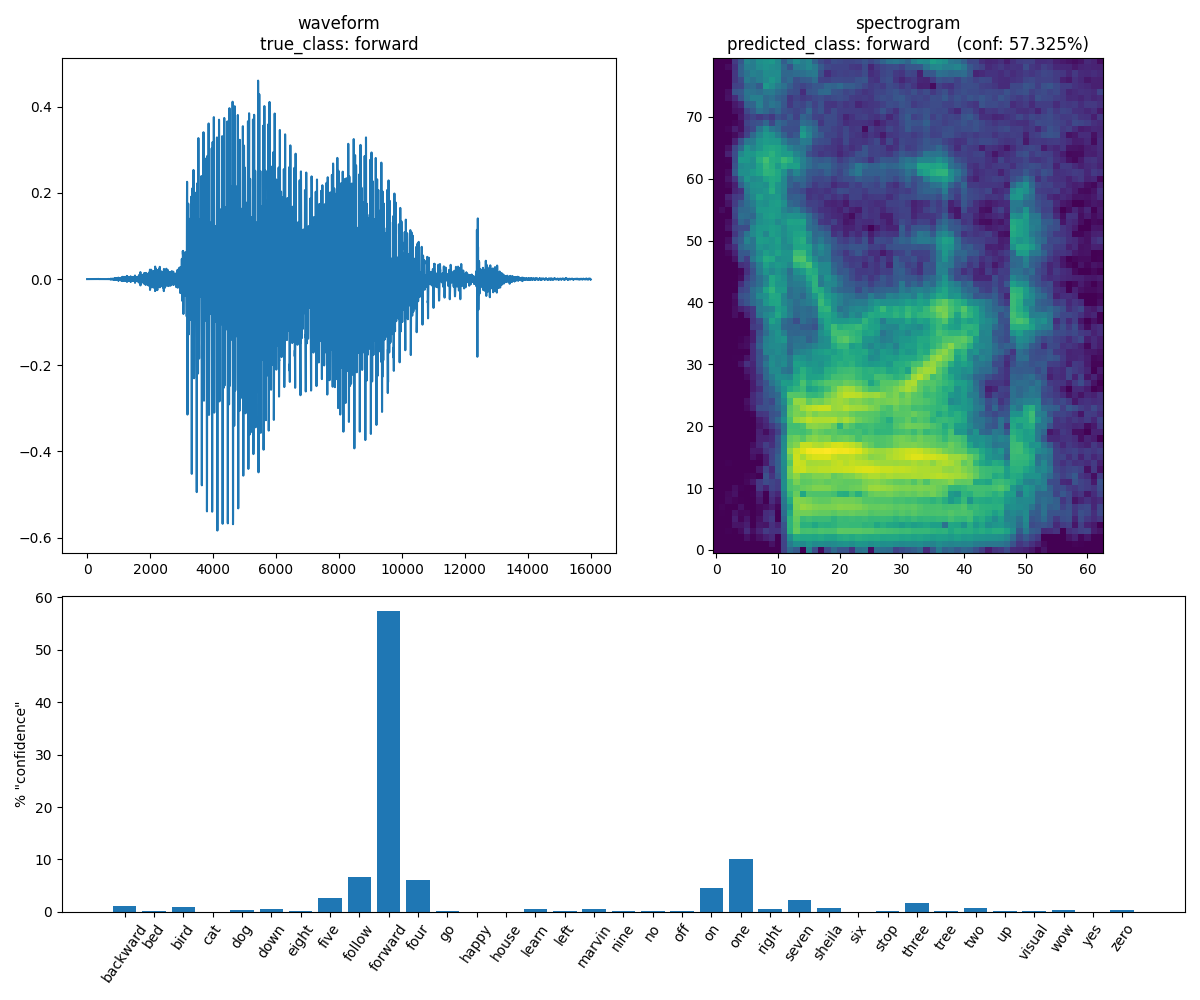 waveform
true_class: forward
spectrogram
predicted_class: forward (conf: 57.325%)
0.4
0.2
0.0
−0.2
−0.4
−0.6
0 2000 4000 6000 8000 10000 12000 14000 16000
70
60
50
40
30
20
10
0
0 10 20 30 40 50 60
% "confidence"
60
50
40
30
20
10
0
backward bed bird cat dog down eight five follow forward four go happy house learn left marvin nine no off on one right seven sheila six stop three tree two up visual wow yes zero